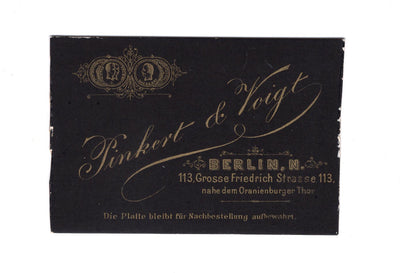 Pinkert & Voigt
BERLIN, N.
113, Grosse Friedrich Strasse 113,
nahe dem Oranienburger Thor
Die Platte bleibt für Nachbestellung aufbewahrt.